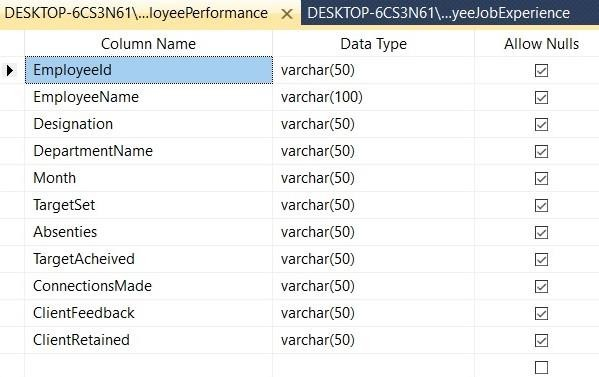 DESKTOP-6CS3N61\...loyeePerformance × DESKTOP-6CS3N61\...yeeJobExperience
Column Name Data Type Allow Nulls
EmployeeId varchar(50)
EmployeeName varchar(100)
Designation varchar(50)
DepartmentName varchar(50)
Month varchar(50)
TargetSet varchar(50)
Absenties varchar(50)
TargetAcheived varchar(50)
ConnectionsMade varchar(50)
ClientFeedback varchar(50)
ClientRetained varchar(50)